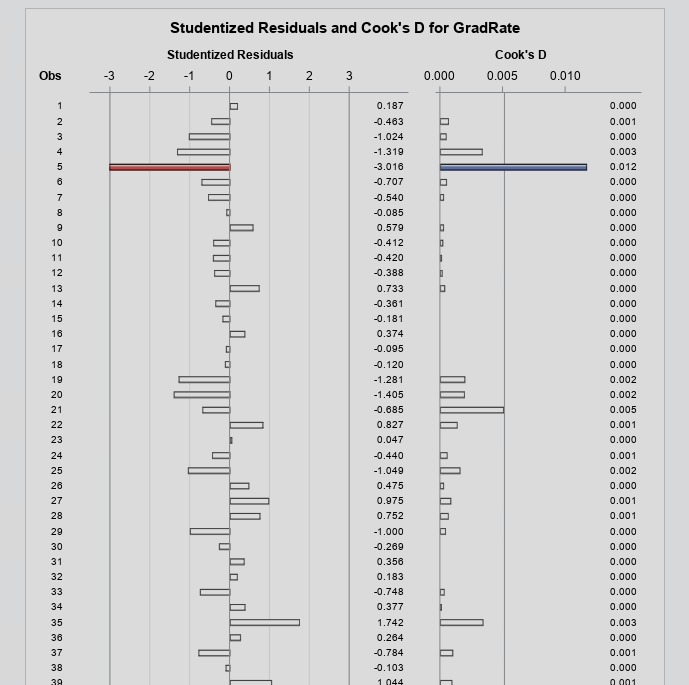 Studentized Residuals and Cook's D for GradRate
Studentized Residuals Cook's D
Obs -3 -2 -1 0 1 2 3 0.000 0.005 0.010
1 0.187 0.000
2 -0.463 0.001
3 -1.024 0.000
4 -1.319 0.003
5 -3.016 0.012
6 -0.707 0.000
7 -0.540 0.000
8 -0.085 0.000
9 0.579 0.000
10 -0.412 0.000
11 -0.420 0.000
12 -0.388 0.000
13 0.733 0.000
14 -0.361 0.000
15 -0.181 0.000
16 0.374 0.000
17 -0.095 0.000
18 -0.120 0.000
19 -1.281 0.002
20 -1.405 0.002
21 -0.685 0.005
22 0.827 0.001
23 0.047 0.000
24 -0.440 0.001
25 -1.049 0.002
26 0.475 0.000
27 0.975 0.001
28 0.752 0.001
29 -1.000 0.000
30 -0.269 0.000
31 0.356 0.000
32 0.183 0.000
33 -0.748 0.000
34 0.377 0.000
35 1.742 0.003
36 0.264 0.000
37 -0.784 0.001
38 -0.103 0.000
39 1.044 0.001